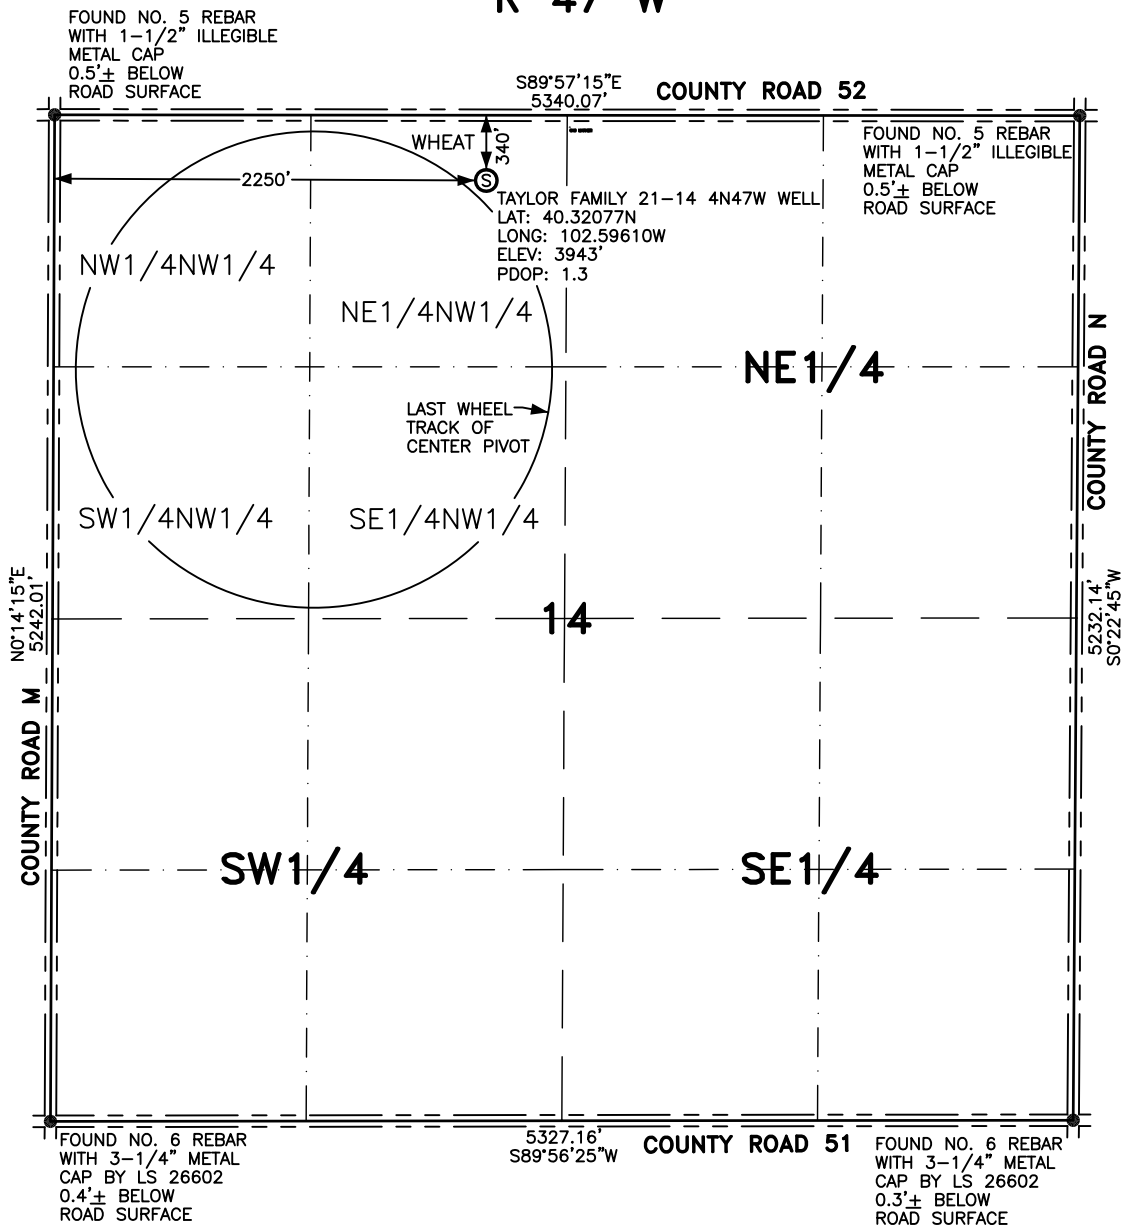 R 47 W
FOUND NO. 5 REBAR
WITH 1-1/2" ILLEGIBLE
METAL CAP
0.5'± BELOW
ROAD SURFACE
S89°57'15"E
5340.07'
COUNTY ROAD 52
FOUND NO. 5 REBAR
WITH 1-1/2" ILLEGIBLE
METAL CAP
0.5'± BELOW
ROAD SURFACE
WHEAT
340'
2250'
S
TAYLOR FAMILY 21-14 4N47W WELL
LAT: 40.32077N
LONG: 102.59610W
ELEV: 3943'
PDOP: 1.3
NW1/4NW1/4
NE1/4NW1/4
NE1/4
COUNTY ROAD N
LAST WHEEL
TRACK OF
CENTER PIVOT
SW1/4NW1/4
SE1/4NW1/4
N0°14'15"E
5242.01'
14
5232.14'
S0°22'45"W
COUNTY ROAD M
SW1/4
SE1/4
FOUND NO. 6 REBAR
WITH 3-1/4" METAL
CAP BY LS 26602
0.4'± BELOW
ROAD SURFACE
5327.16'
S89°56'25"W
COUNTY ROAD 51
FOUND NO. 6 REBAR
WITH 3-1/4" METAL
CAP BY LS 26602
0.3'± BELOW
ROAD SURFACE